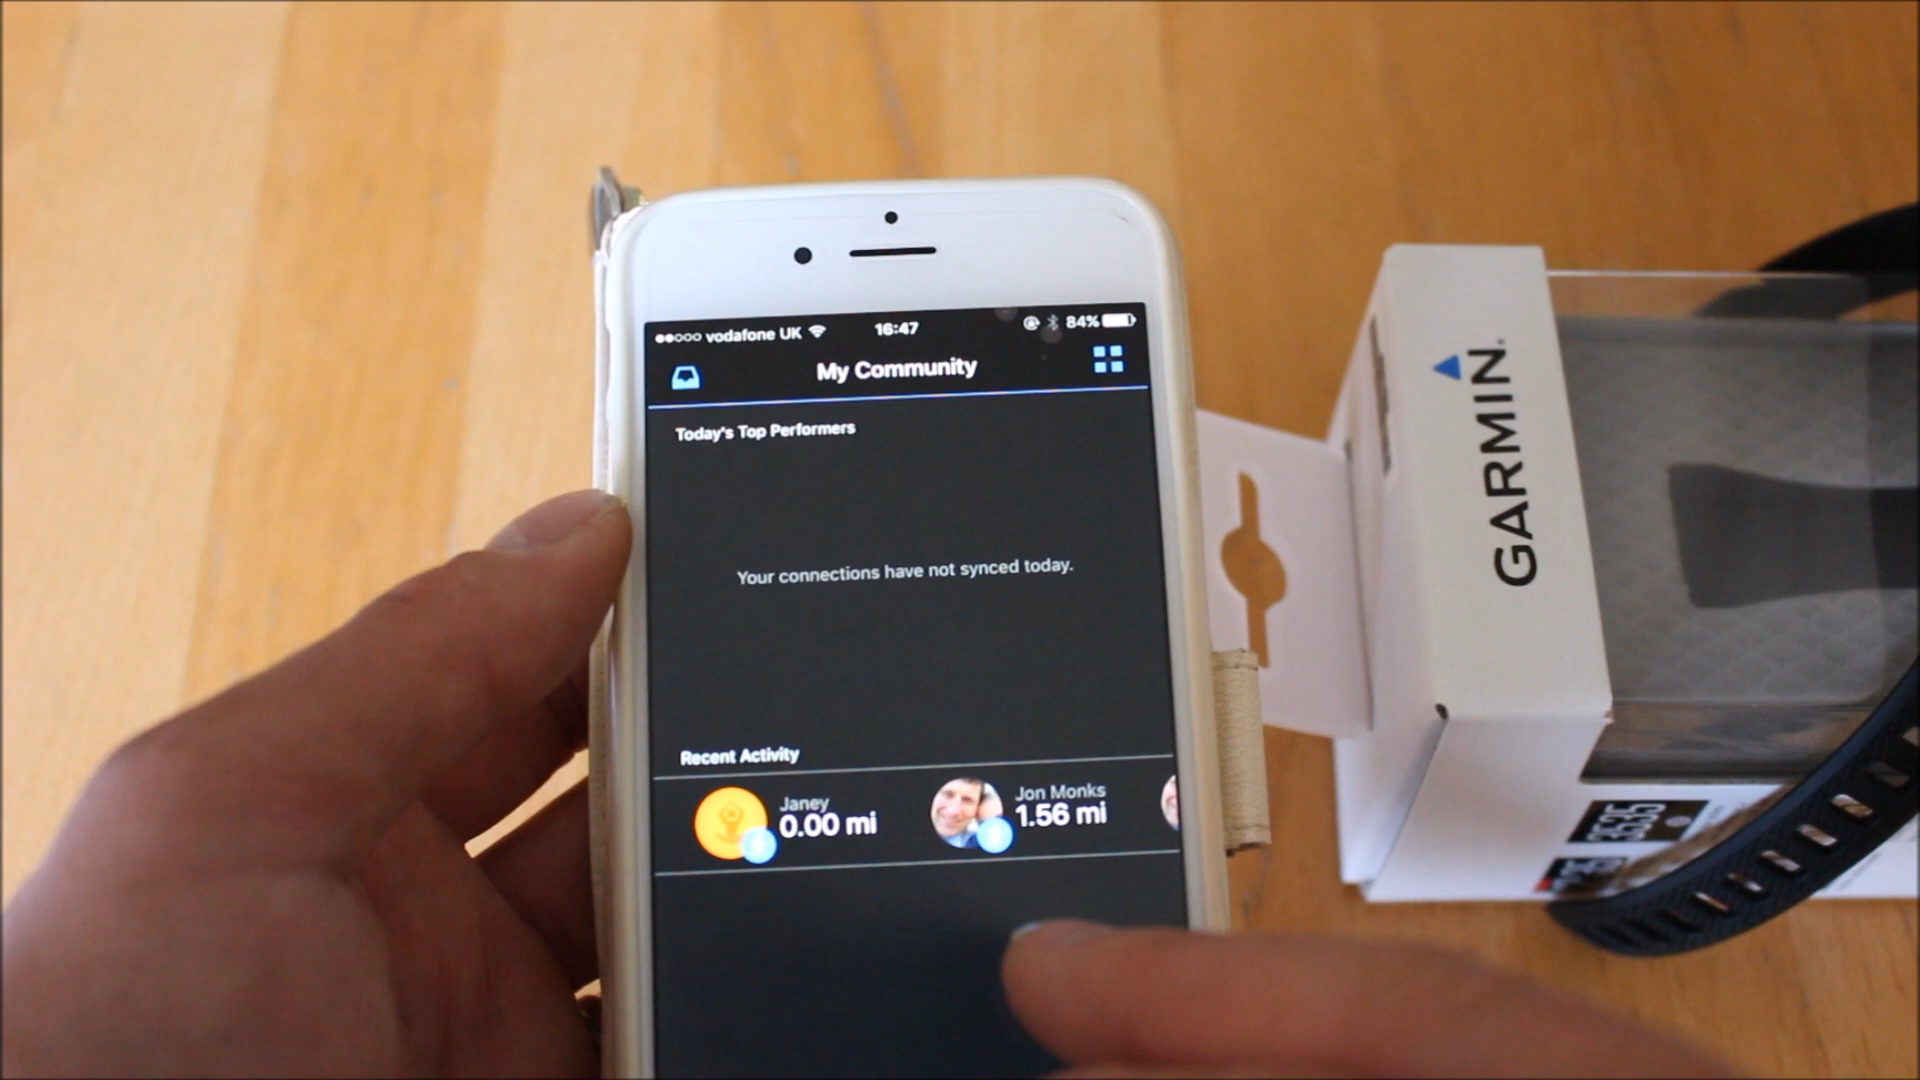 vodafone UK 16:47 84%
My Community
Today's Top Performers
Your connections have not synced today.
Recent Activity
Janey
0.00 mi
Jon Monks
1.56 mi
GARMIN